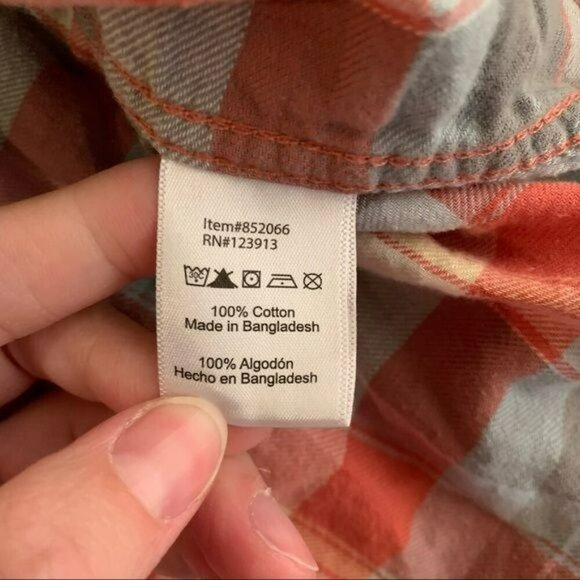 Item#852066
RN#123913
100% Cotton
Made in Bangladesh
100% Algodón
Hecho en Bangladesh